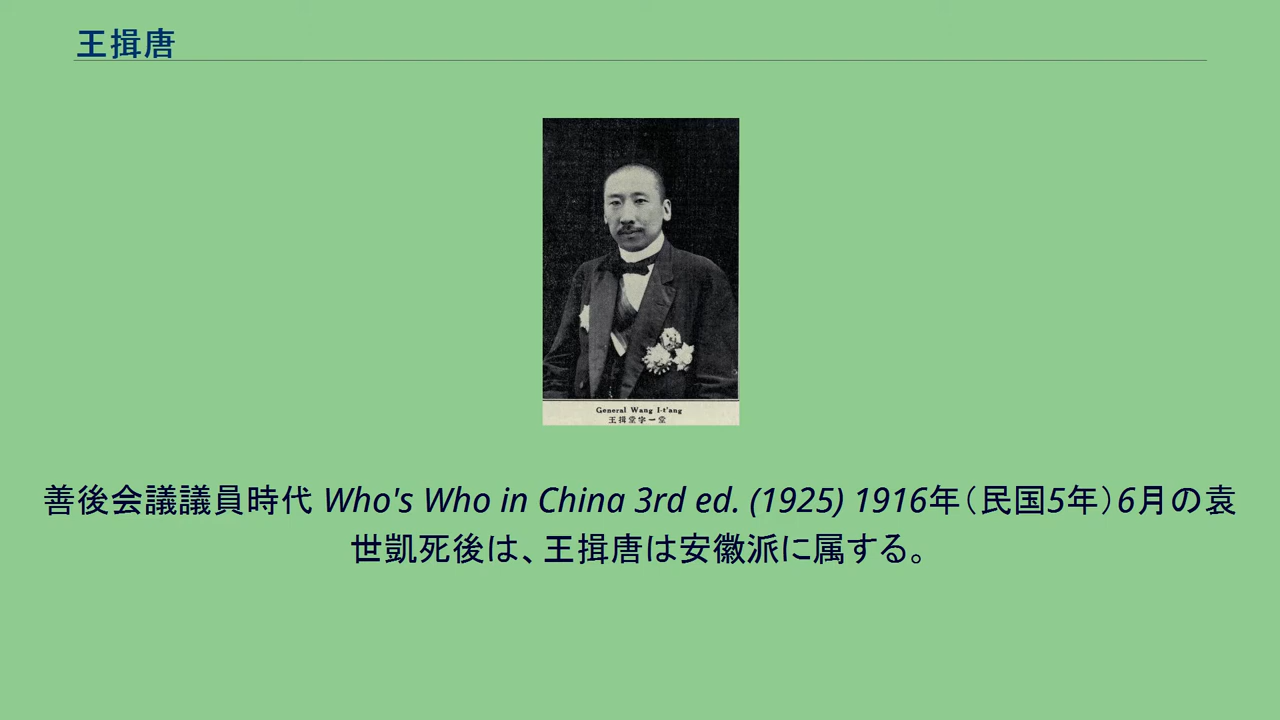 王揖唐
General Wang I-t'ang
王揖堂字一堂
善後会議議員時代 Who's Who in China 3rd ed. (1925) 1916年（民国5年）6月の袁
世凱死後は、王揖唐は安徽派に属する。